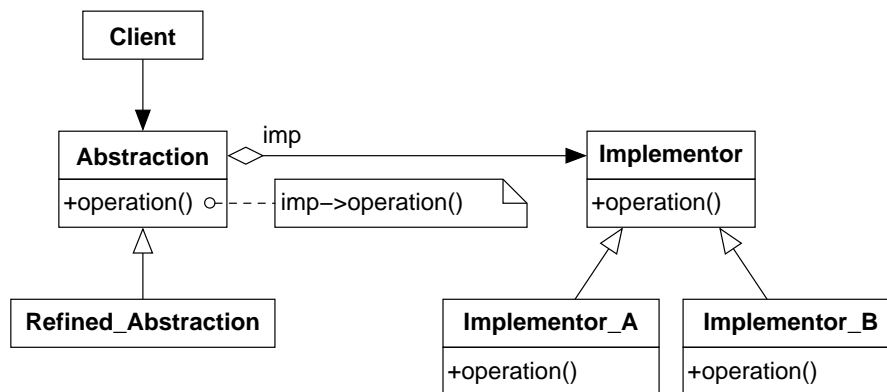 Client
imp
Abstraction
Implementor
+operation()
imp−>operation()
+operation()
Refined_Abstraction
Implementor_A
Implementor_B
+operation()
+operation()